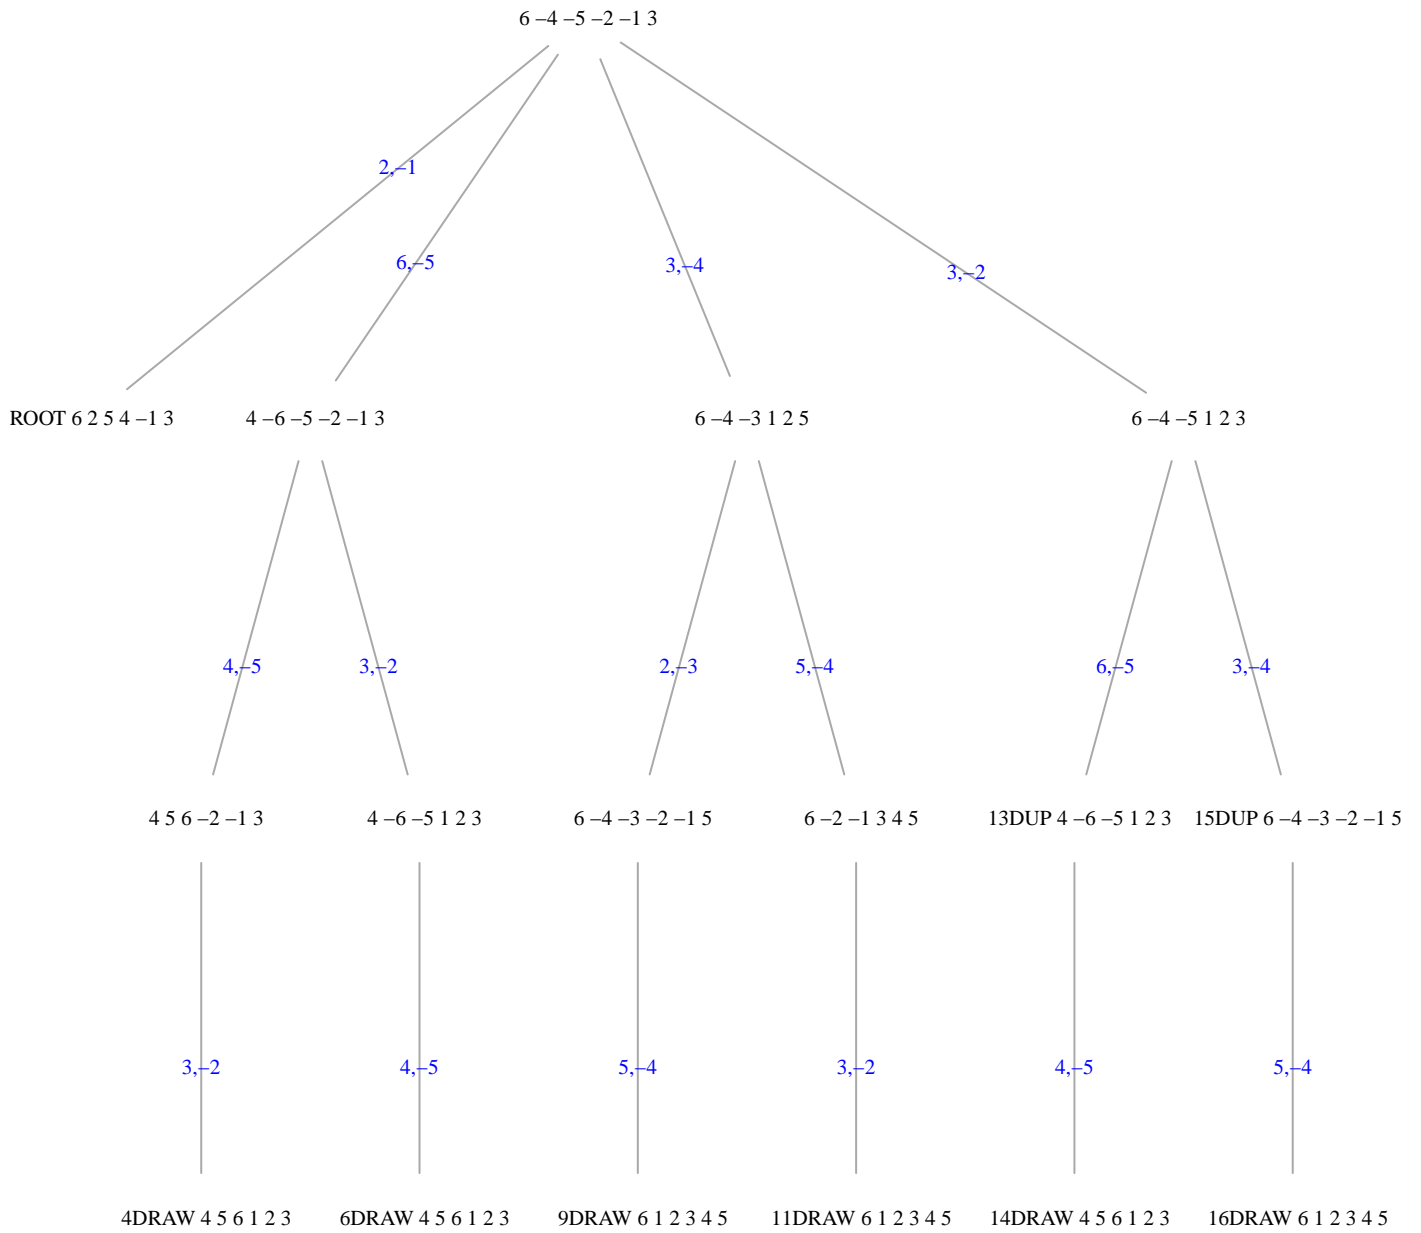 6 –4 –5 –2 –1 3
2,–1
6,–5
3,–4
3,–2
ROOT 6 2 5 4 –1 3
4 –6 –5 –2 –1 3
6 –4 –3 1 2 5
6 –4 –5 1 2 3
4,–5
3,–2
2,–3
5,–4
6,–5
3,–4
4 5 6 –2 –1 3
4 –6 –5 1 2 3
6 –4 –3 –2 –1 5
6 –2 –1 3 4 5
13DUP 4 –6 –5 1 2 3
15DUP 6 –4 –3 –2 –1 5
3,–2
4,–5
5,–4
3,–2
4,–5
5,–4
4DRAW 4 5 6 1 2 3
6DRAW 4 5 6 1 2 3
9DRAW 6 1 2 3 4 5
11DRAW 6 1 2 3 4 5
14DRAW 4 5 6 1 2 3
16DRAW 6 1 2 3 4 5